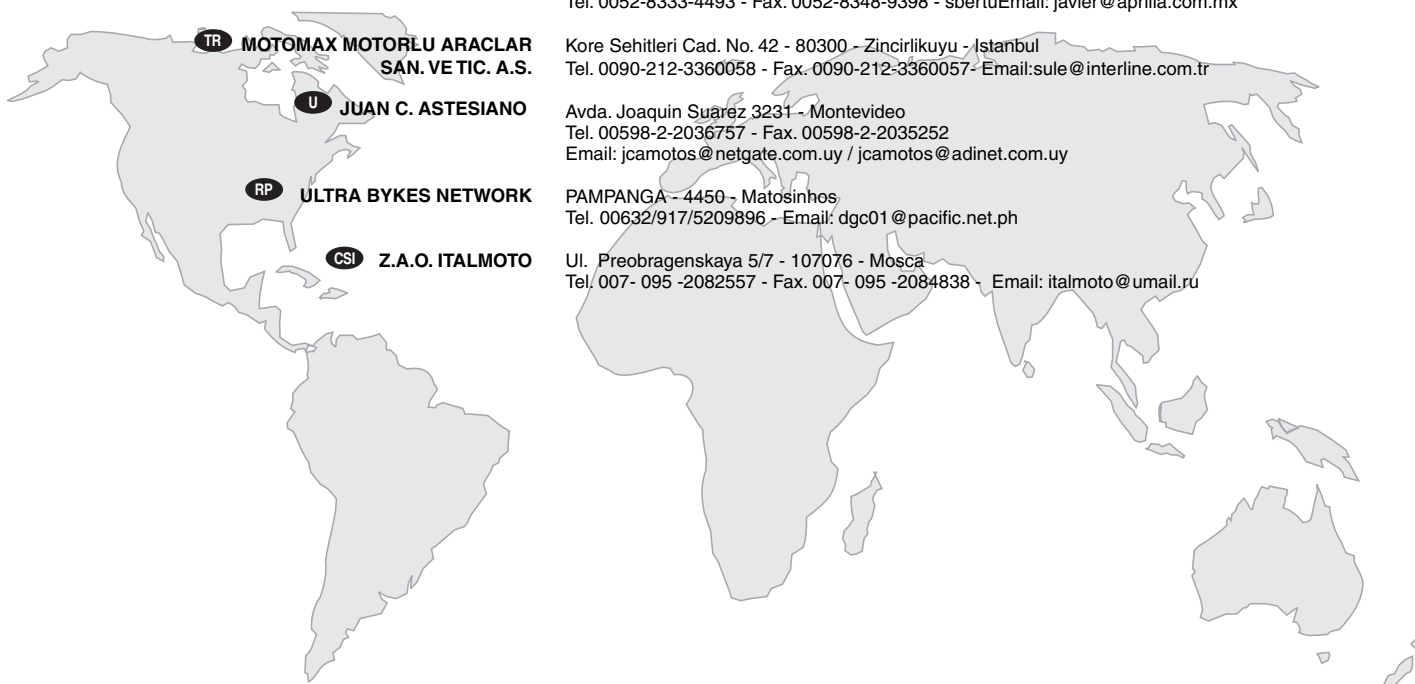 Tel. 0052-8333-4493 - Fax. 0052-8348-9398 - sbertuEmail: javier@aprilia.com.mx
TR MOTOMAX MOTORLU ARACLAR Kore Sehitleri Cad. No. 42 - 80300 - Zincirlikuyu - Istanbul
SAN. VE TIC. A.S. Tel. 0090-212-3360058 - Fax. 0090-212-3360057- Email:sule@interline.com.tr
U JUAN C. ASTESIANO Avda. Joaquin Suarez 3231 - Montevideo
Tel. 00598-2-2036757 - Fax. 00598-2-2035252
Email: jcamotos@netgate.com.uy / jcamotos@adinet.com.uy
RP ULTRA BYKES NETWORK PAMPANGA - 4450 - Matosinhos
Tel. 00632/917/5209896 - Email: dgc01@pacific.net.ph
CSI Z.A.O. ITALMOTO Ul. Preobragenskaya 5/7 - 107076 - Mosca
Tel. 007- 095 -2082557 - Fax. 007- 095 -2084838 - Email: italmoto@umail.ru